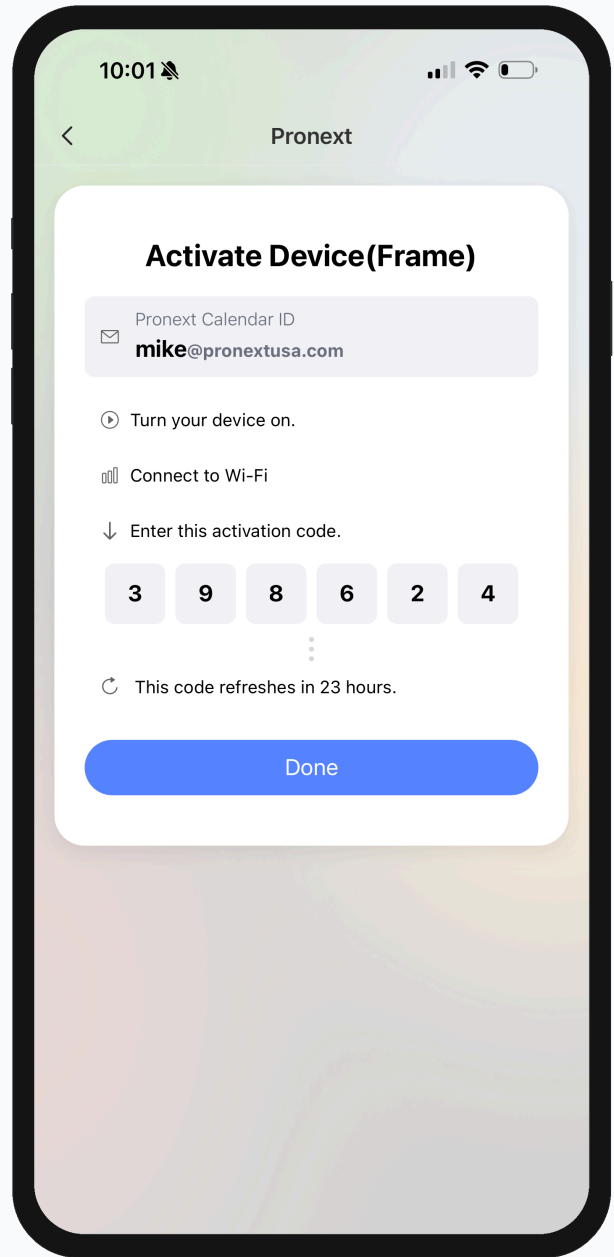 10:01
Pronext
Activate Device(Frame)
Pronext Calendar ID
mike@pronextusa.com
Turn your device on.
Connect to Wi-Fi
Enter this activation code.
3 9 8 6 2 4
This code refreshes in 23 hours.
Done